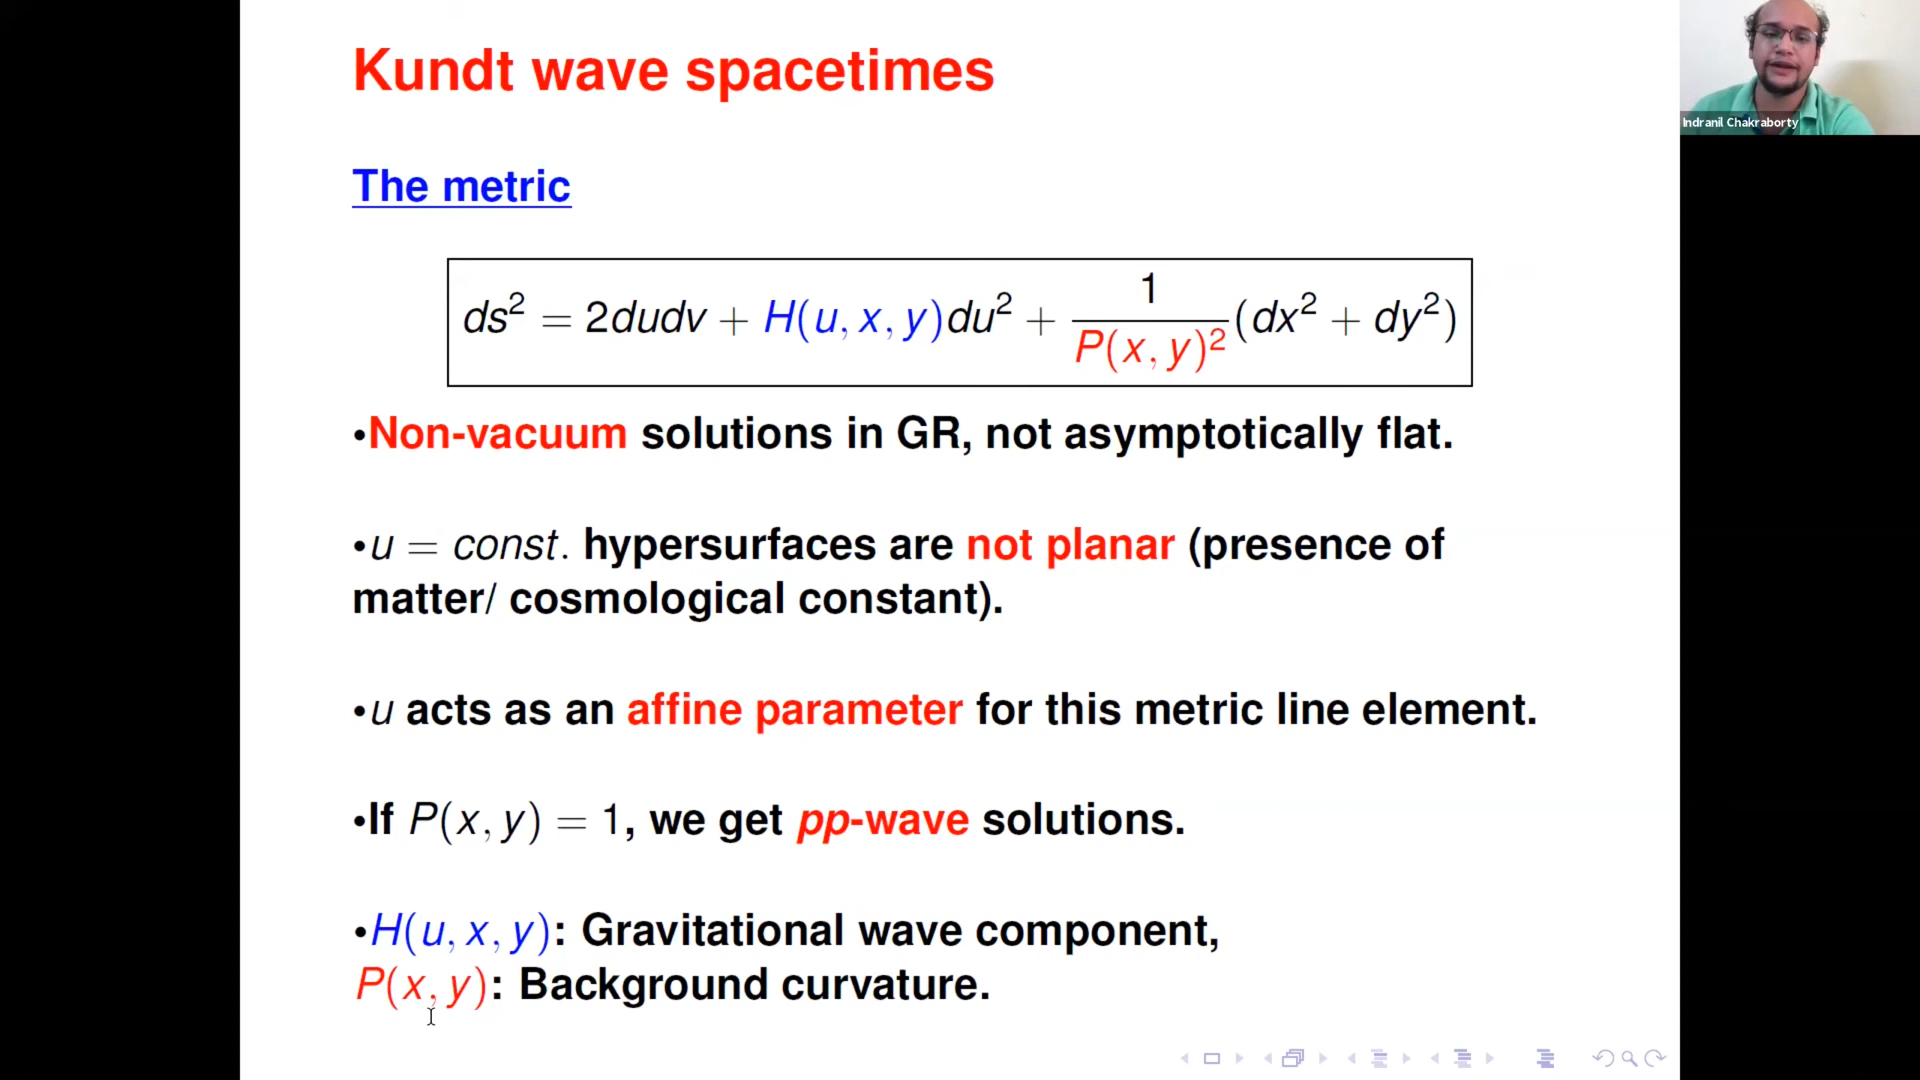 Kundt wave spacetimes
Indranil Chakraborty
The metric
ds² = 2dudv + H(u, x, y)du² + 1/P(x, y)² (dx² + dy²)
•Non-vacuum solutions in GR, not asymptotically flat.
•u = const. hypersurfaces are not planar (presence of
matter/ cosmological constant).
•u acts as an affine parameter for this metric line element.
•If P(x, y) = 1, we get pp-wave solutions.
•H(u, x, y): Gravitational wave component,
P(x, y): Background curvature.